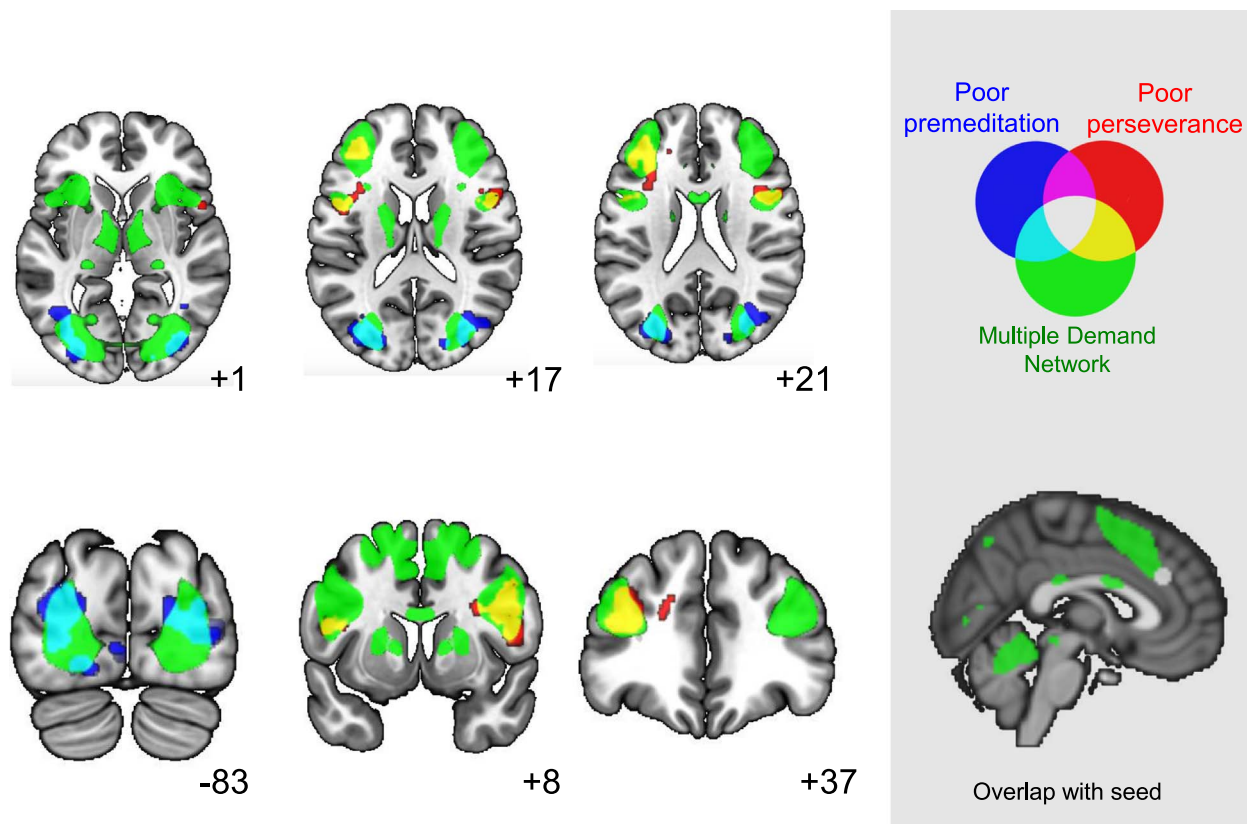 +1
+17
+21
Poor
premeditation
Poor
perseverance
Multiple Demand
Network
-83
+8
+37
Overlap with seed